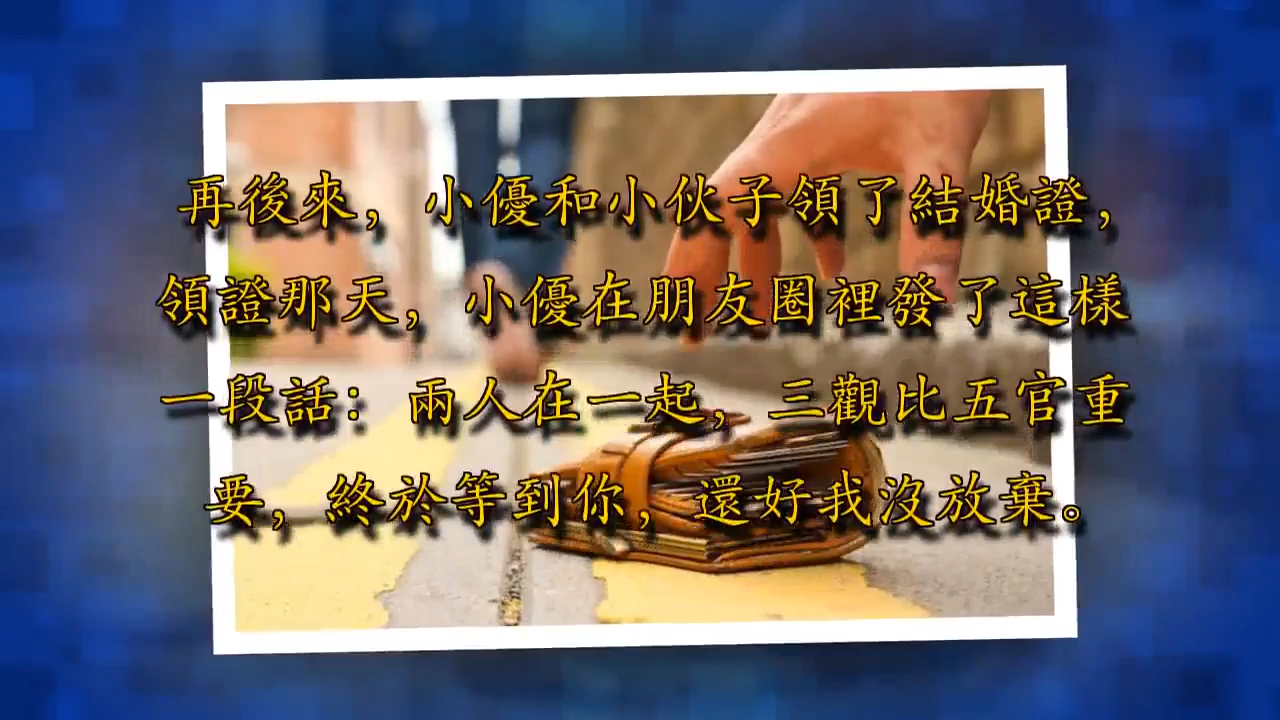 再後來，小優和小伙子領了結婚證，
領證那天，小優在朋友圈裡發了這樣
一段話：兩人在一起，三觀比五官重
要，終於等到你，還好我沒放棄。